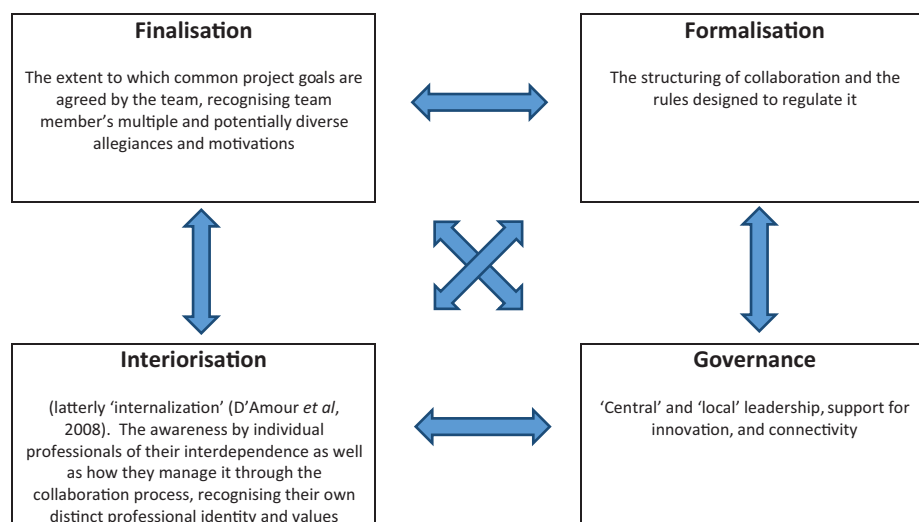 Finalisation
The extent to which common project goals are
agreed by the team, recognising team
member's multiple and potentially diverse
allegiances and motivations
Formalisation
The structuring of collaboration and the
rules designed to regulate it
Interiorisation
(latterly 'internalization' (D'Amour et al,
2008).  The awareness by individual
professionals of their interdependence as well
as how they manage it through the
collaboration process, recognising their own
distinct professional identity and values
Governance
'Central' and 'local' leadership, support for
innovation, and connectivity